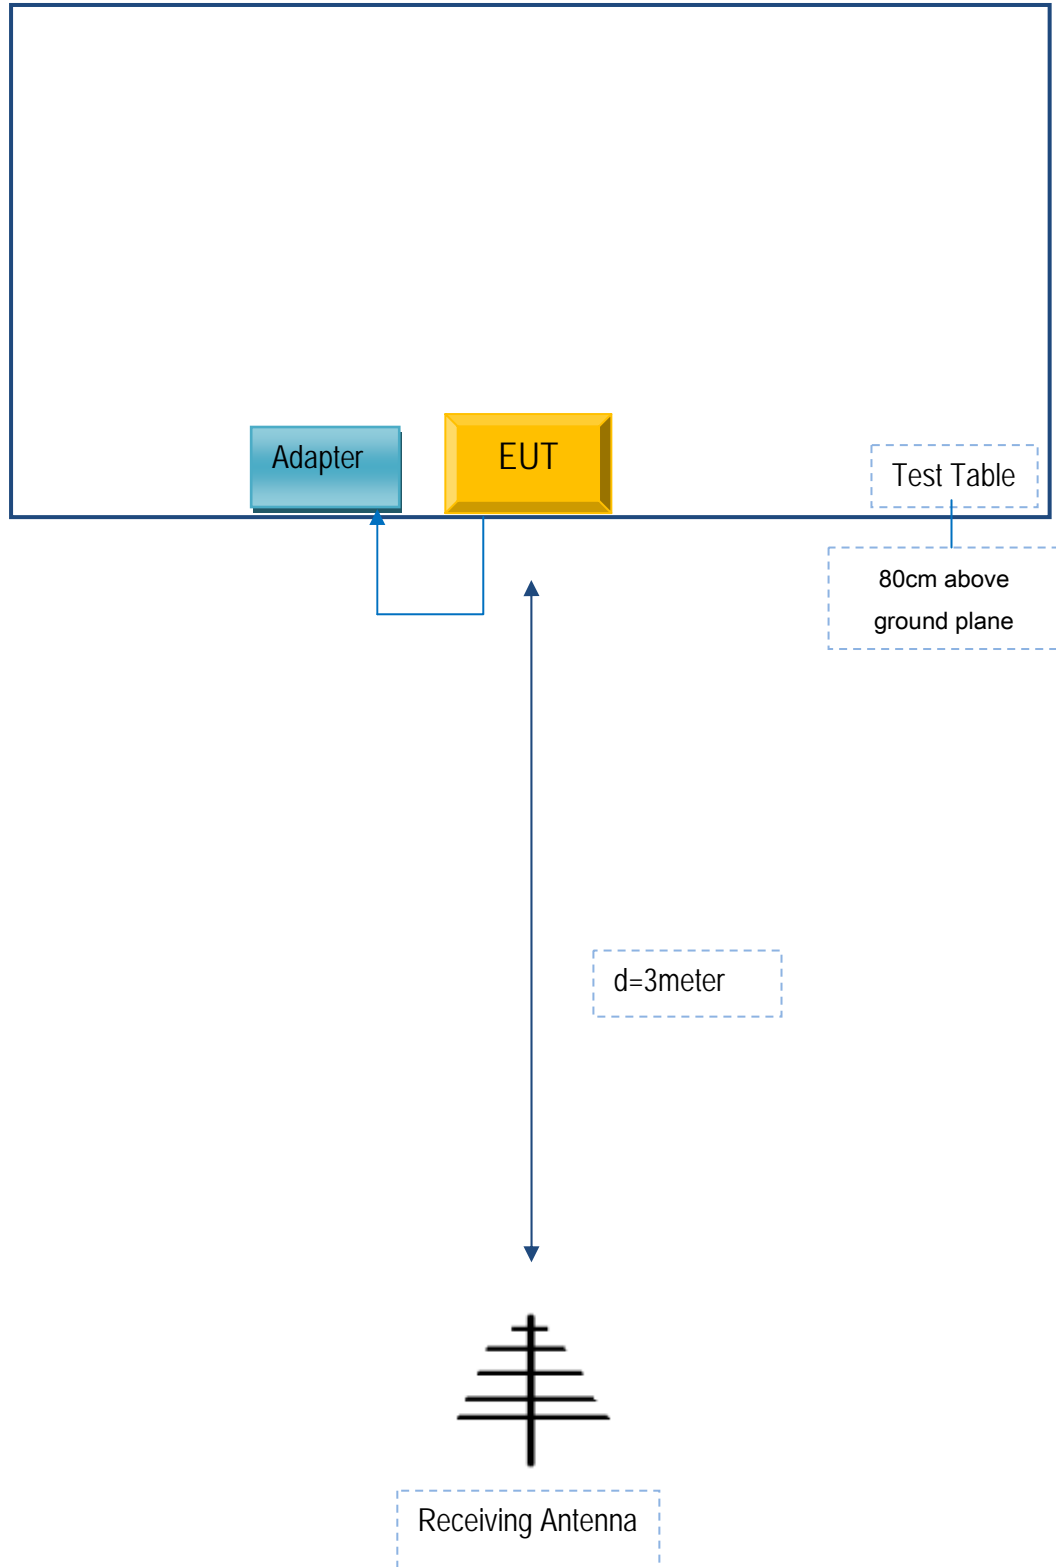 Adapter
EUT
Test Table
80cm above
ground plane
d=3meter
Receiving Antenna